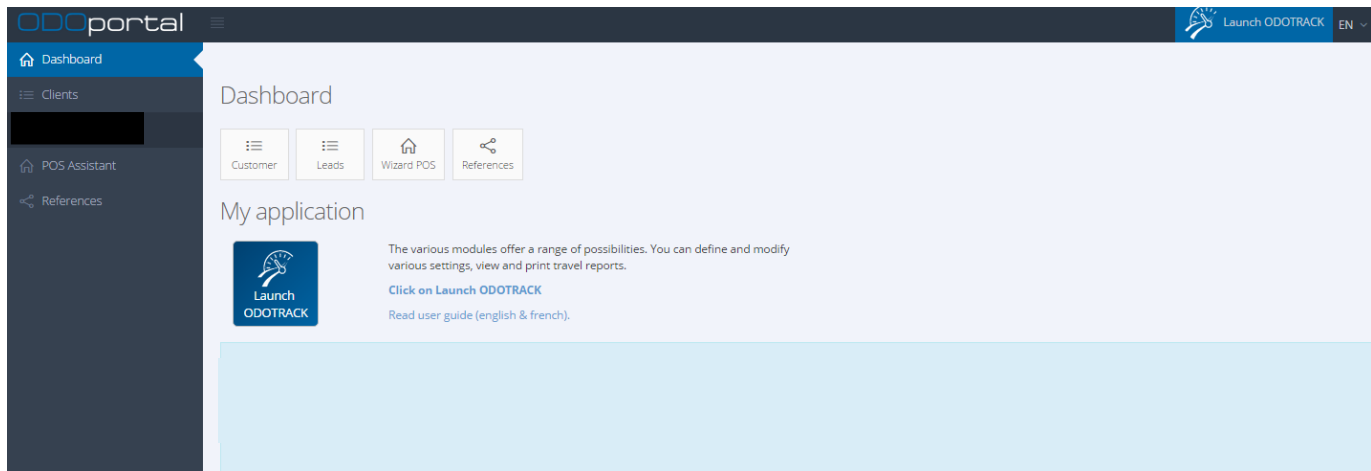 ODOportal
Launch ODOTRACK
EN
Dashboard
Clients
POS Assistant
References
Dashboard
Customer
Leads
Wizard POS
References
My application
Launch
ODOTRACK
The various modules offer a range of possibilities. You can define and modify
various settings, view and print travel reports.
Click on Launch ODOTRACK
Read user guide (english & french).